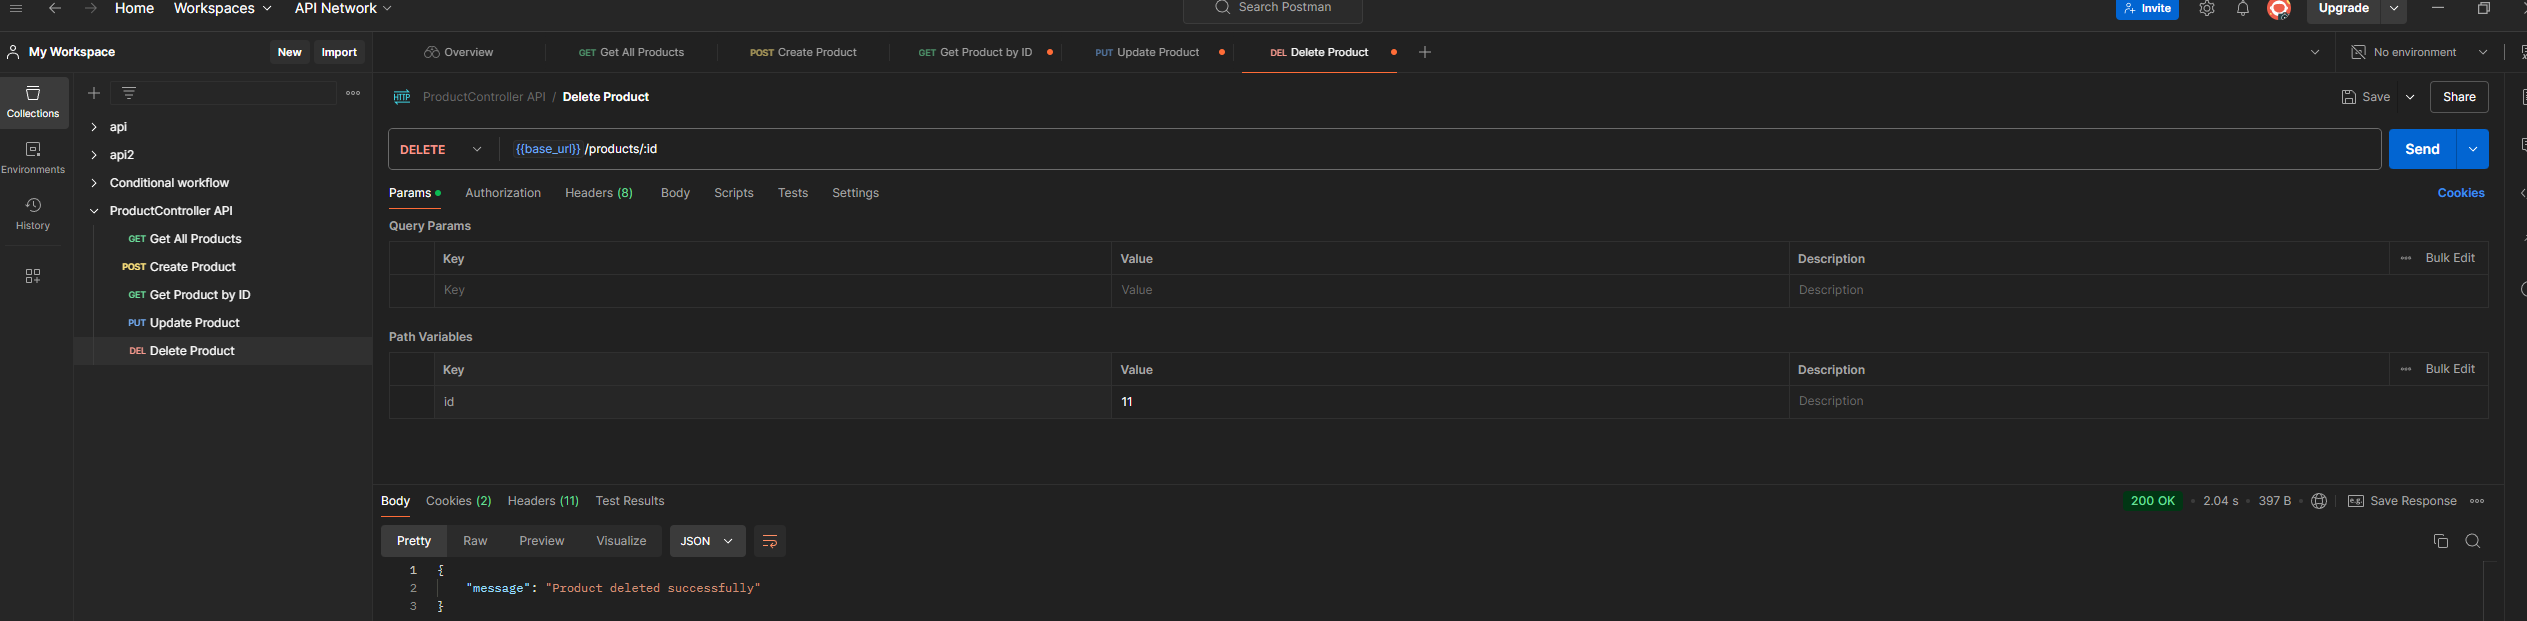 Home Workspaces API Network Search Postman Invite Upgrade
My Workspace New Import Overview GET Get All Products POST Create Product GET Get Product by ID PUT Update Product DEL Delete Product No environment
Collections
Environments
History
api
api2
Conditional workflow
ProductController API
GET Get All Products
POST Create Product
GET Get Product by ID
PUT Update Product
DEL Delete Product
HTTP ProductController API / Delete Product Save Share
DELETE {{base_url}} /products/:id Send
Params Authorization Headers (8) Body Scripts Tests Settings Cookies
Query Params
Key Value Description Bulk Edit
Key Value Description
Path Variables
Key Value Description Bulk Edit
id 11 Description
Body Cookies (2) Headers (11) Test Results 200 OK 2.04 s 397 B e.g. Save Response
Pretty Raw Preview Visualize JSON
1 {
2 "message": "Product deleted successfully"
3 }